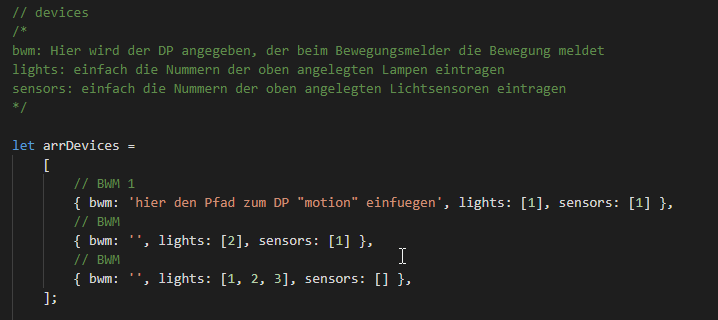 // devices
/*
bwm: Hier wird der DP angegeben, der beim Bewegungsmelder die Bewegung meldet
lights: einfach die Nummern der oben angelegten Lampen eintragen
sensors: einfach die Nummern der oben angelegten Lichtsensoren eintragen
*/
let arrDevices =
[
// BWM 1
{ bwm: 'hier den Pfad zum DP "motion" einfuegen', lights: [1], sensors: [1] },
// BWM
{ bwm: '', lights: [2], sensors: [1] },
// BWM
{ bwm: '', lights: [1, 2, 3], sensors: [] },
];